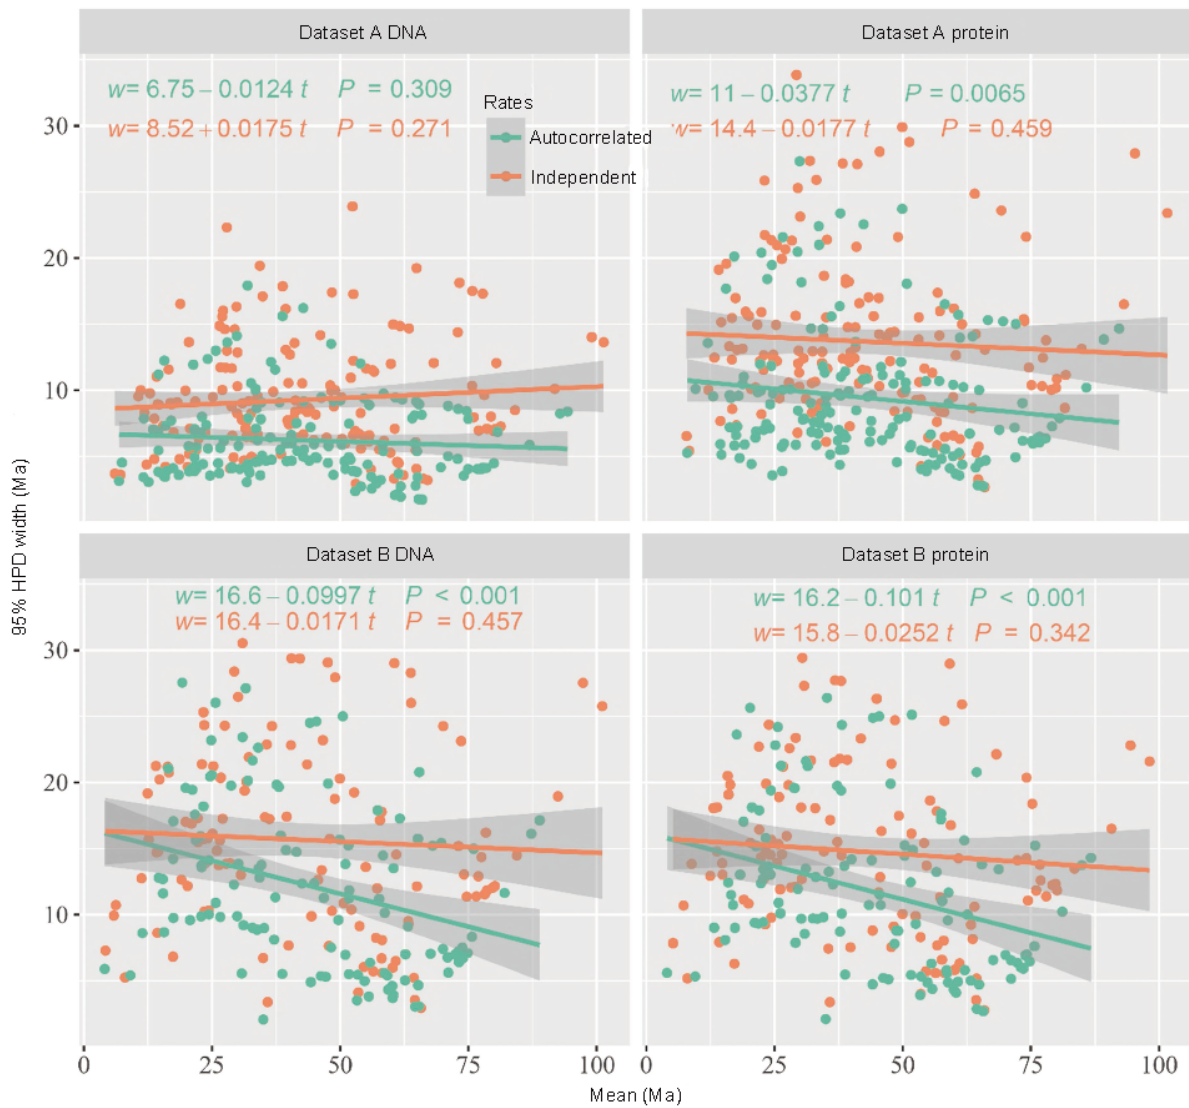 Dataset A DNA
Dataset A protein
w= 6.75 – 0.0124 t P = 0.309
w= 8.52 + 0.0175 t P = 0.271
Rates
Autocorrelated
Independent
w= 11 – 0.0377 t P = 0.0065
w= 14.4 – 0.0177 t P = 0.459
30
20
10
95% HPD width (Ma)
Dataset B DNA
Dataset B protein
w= 16.6 – 0.0997 t P < 0.001
w= 16.4 – 0.0171 t P = 0.457
w= 16.2 – 0.101 t P < 0.001
w= 15.8 – 0.0252 t P = 0.342
30
20
10
0 25 50 75 100
0 25 50 75 100
Mean (Ma)